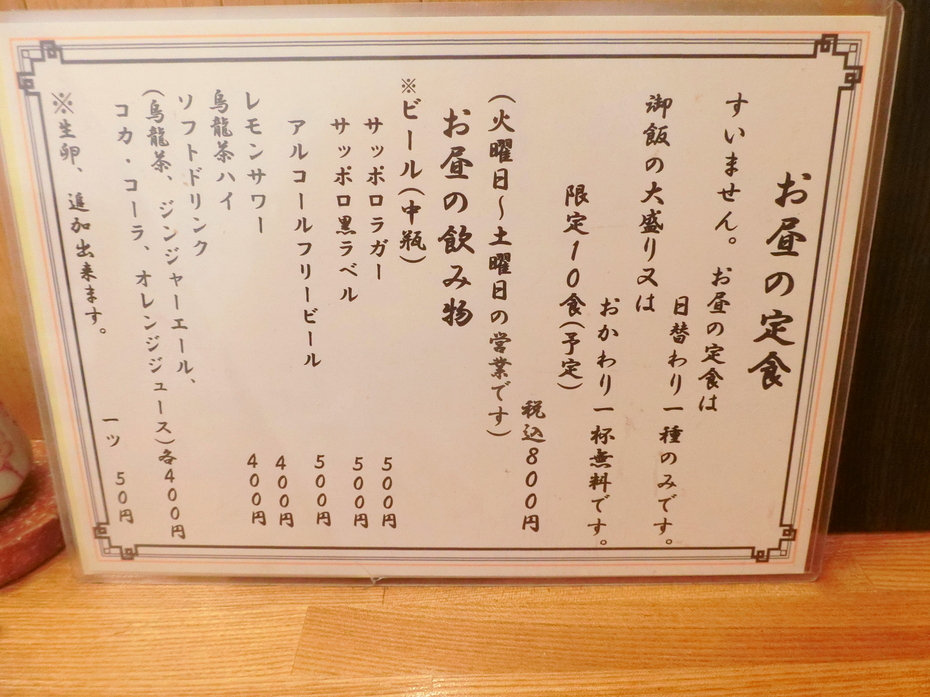 お昼の定食
すいません。お昼の定食は
日替わり一種のみです。
御飯の大盛り又は
おかわり一杯無料です。
限定10食(予定)
税込800円
(火曜日~土曜日の営業です)
お昼の飲み物
※ビール(中瓶)
サッポロラガー 500円
サッポロ黒ラベル 500円
アルコールフリービール 500円
レモンサワー 400円
烏龍茶ハイ 400円
ソフトドリンク
(烏龍茶、ジンジャーエール、
コカ・コーラ、オレンジジュース)各400円
※生卵、追加出来ます。 一ツ 50円